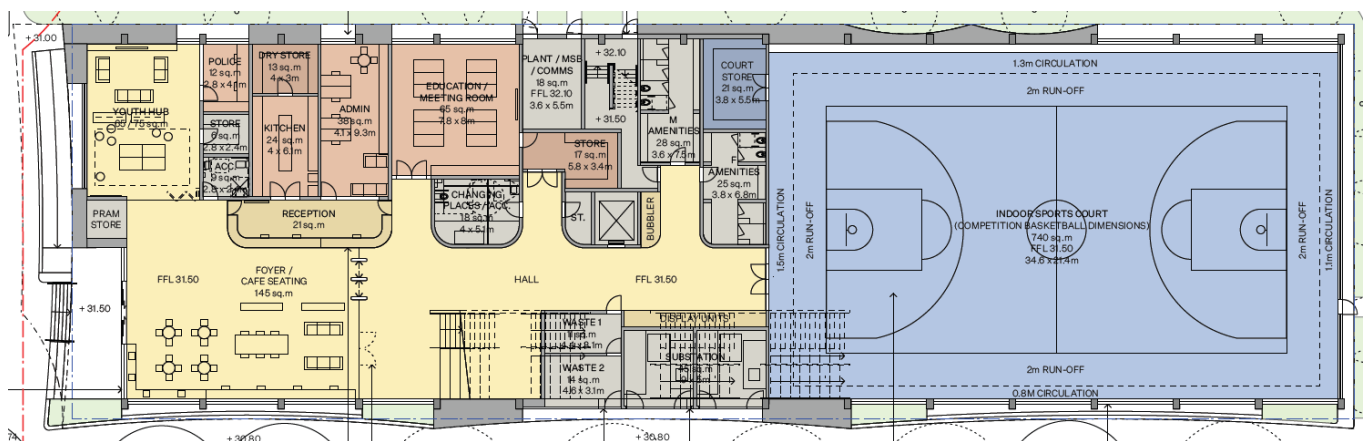 +31.00
YOUTH HUB
65 / 75 sq.m
POLICE
12 sq.m
2.8 x 4.1m
STORE
6 sq.m
2.8 x 2.4m
ACC.
DRY STORE
13 sq.m
4 x 3m
KITCHEN
24 sq.m
4 x 6.1m
ADMIN
38 sq.m
4.1 x 9.3m
EDUCATION /
MEETING ROOM
65 sq.m
7.8 x 8m
PLANT / MSB
/ COMMS
18 sq.m
FFL 32.10
3.6 x 5.5m
+ 32.10
+31.50
STORE
17 sq.m
5.8 x 3.4m
M
AMENITIES
28 sq.m
3.6 x 7.5m
COURT
STORE
21 sq.m
3.8 x 5.5m
F
AMENITIES
25 sq.m
3.8 x 6.8m
PRAM
STORE
RECEPTION
21 sq.m
CHANGING
PLACES / ACC.
18 sq.m
4 x 5.1m
ST.
BUBBLER
+31.50
FFL 31.50
FOYER /
CAFE SEATING
145 sq.m
HALL
FFL 31.50
DISPLAY UNITS
WASTE 1
WASTE 2
14 sq.m
4.6 x 3.1m
SUBSTATION
1.3m CIRCULATION
2m RUN-OFF
1.5m CIRCULATION
2m RUN-OFF
INDOOR SPORTS COURT
(COMPETITION BASKETBALL DIMENSIONS)
740 sq.m
FFL 31.50
34.6 x 21.4m
2m RUN-OFF
1.1m CIRCULATION
2m RUN-OFF
0.8M CIRCULATION
+30.80
+30.80